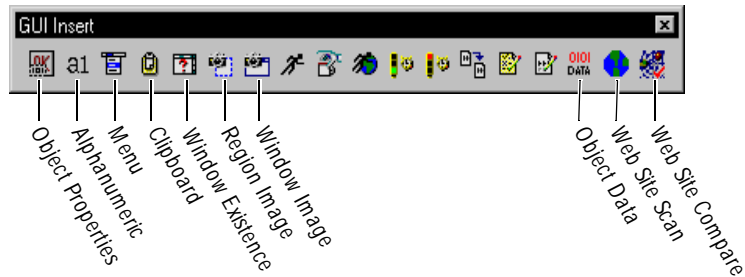 GUI Insert
OK
a1
?
0101
DATA
Object Properties
Alphanumeric
Menu
Clipboard
Window Existence
Region Image
Window Image
Object Data
Web Site Scan
Web Site Compare